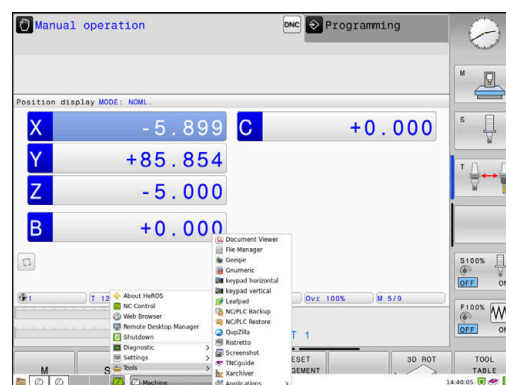 Manual operation
DNC
Programming
Position display MODE: NOML.
X -5.899 C +0.000
Y +85.854
Z -5.000
B +0.000
M
S
T
S100%
OFF
F100%
OFF
1
T 12
Ovr 100%
M 5/9
T 1
Document Viewer
File Manager
Geeqie
Gnumeric
keypad horizontal
keypad vertical
Leafpad
NC/PLC Backup
NC/PLC Restore
QupZilla
Ristretto
Screenshot
TNCguide
Xarchiver
Applications
About HeROS
NC Control
Web Browser
Remote Desktop Manager
Shutdown
Diagnostic
Settings
Tools
M
S
3D ROT
TOOL
TABLE
Machine
14:40:05